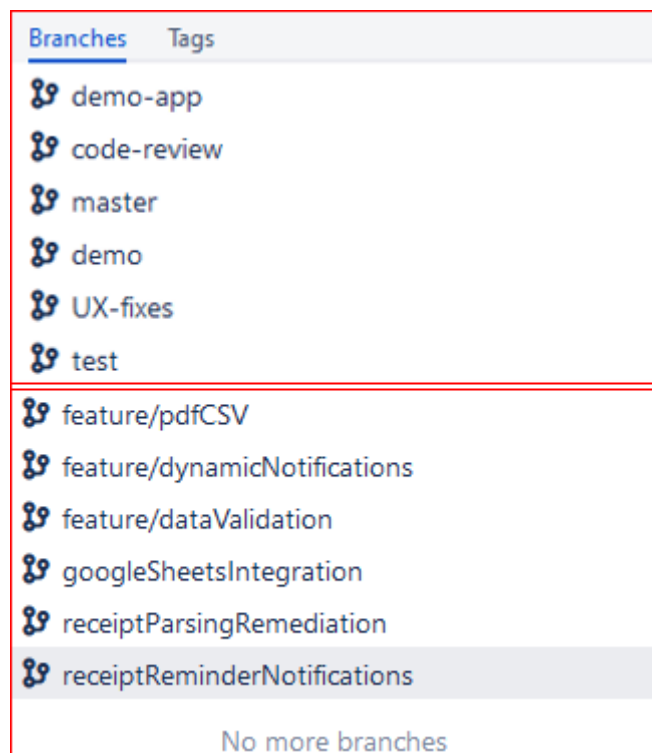 Branches Tags
demo-app
code-review
master
demo
UX-fixes
test
feature/pdfCSV
feature/dynamicNotifications
feature/dataValidation
googleSheetsIntegration
receiptParsingRemediation
receiptReminderNotifications
No more branches